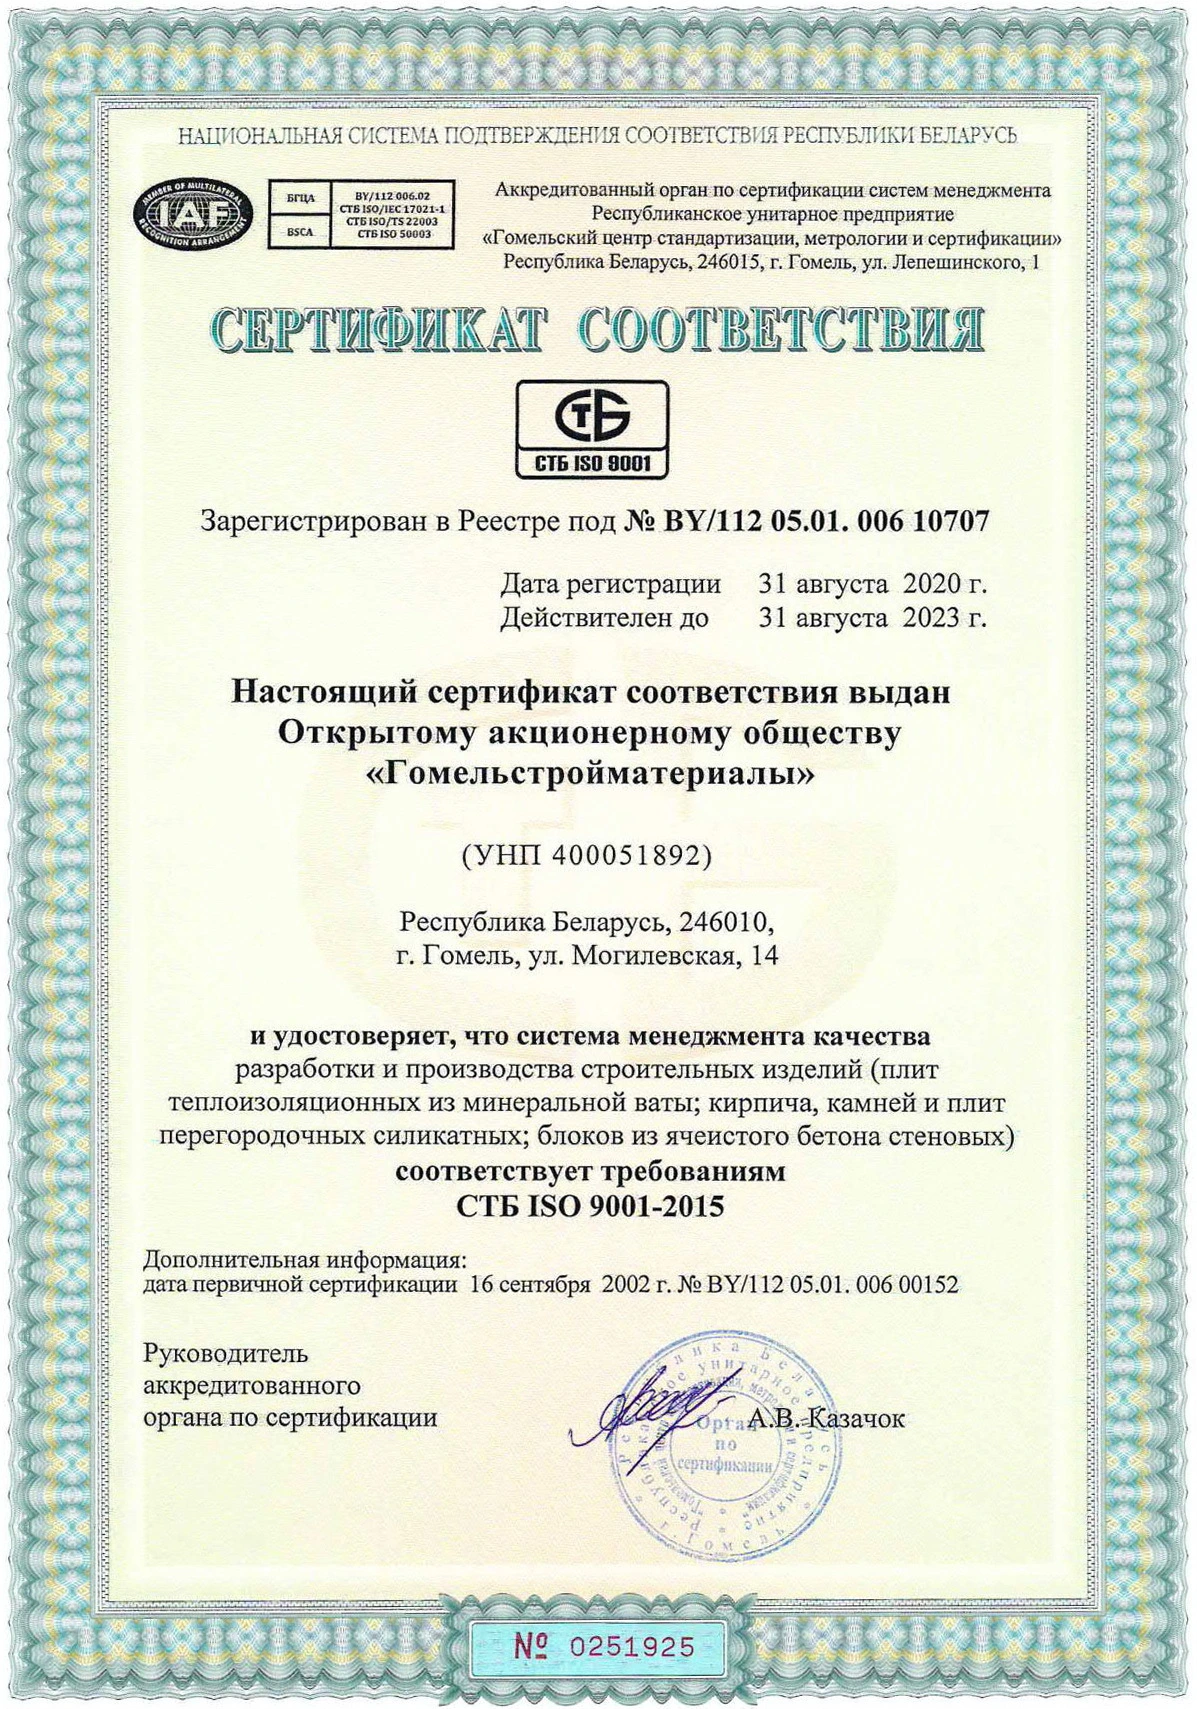 НАЦИОНАЛЬНАЯ СИСТЕМА ПОДТВЕРЖДЕНИЯ СООТВЕТСТВИЯ РЕСПУБЛИКИ БЕЛАРУСЬ
MEMBER OF MULTILATERAL
IAF
RECOGNITION ARRANGEMENT
БГЦА
BSCA
BY/112 006.02
СТБ ISO/IEC 17021-1
СТБ ISO/TS 22003
СТБ ISO 50003
Аккредитованный орган по сертификации систем менеджмента
Республиканское унитарное предприятие
«Гомельский центр стандартизации, метрологии и сертификации»
Республика Беларусь, 246015, г. Гомель, ул. Лепешинского, 1
СЕРТИФИКАТ СООТВЕТСТВИЯ
СТБ
СТБ ISO 9001
Зарегистрирован в Реестре под № BY/112 05.01. 006 10707
Дата регистрации 31 августа 2020 г.
Действителен до 31 августа 2023 г.
Настоящий сертификат соответствия выдан
Открытому акционерному обществу
«Гомельстройматериалы»
(УНП 400051892)
Республика Беларусь, 246010,
г. Гомель, ул. Могилевская, 14
и удостоверяет, что система менеджмента качества
разработки и производства строительных изделий (плит
теплоизоляционных из минеральной ваты; кирпича, камней и плит
перегородочных силикатных; блоков из ячеистого бетона стеновых)
соответствует требованиям
СТБ ISO 9001-2015
Дополнительная информация:
дата первичной сертификации 16 сентября 2002 г. № BY/112 05.01. 006 00152
Руководитель
аккредитованного
органа по сертификации
А.В. Казачок
Республика Беларусь
г. Гомель
Республиканское унитарное предприятие
Орган
по
сертификации
№ 0251925